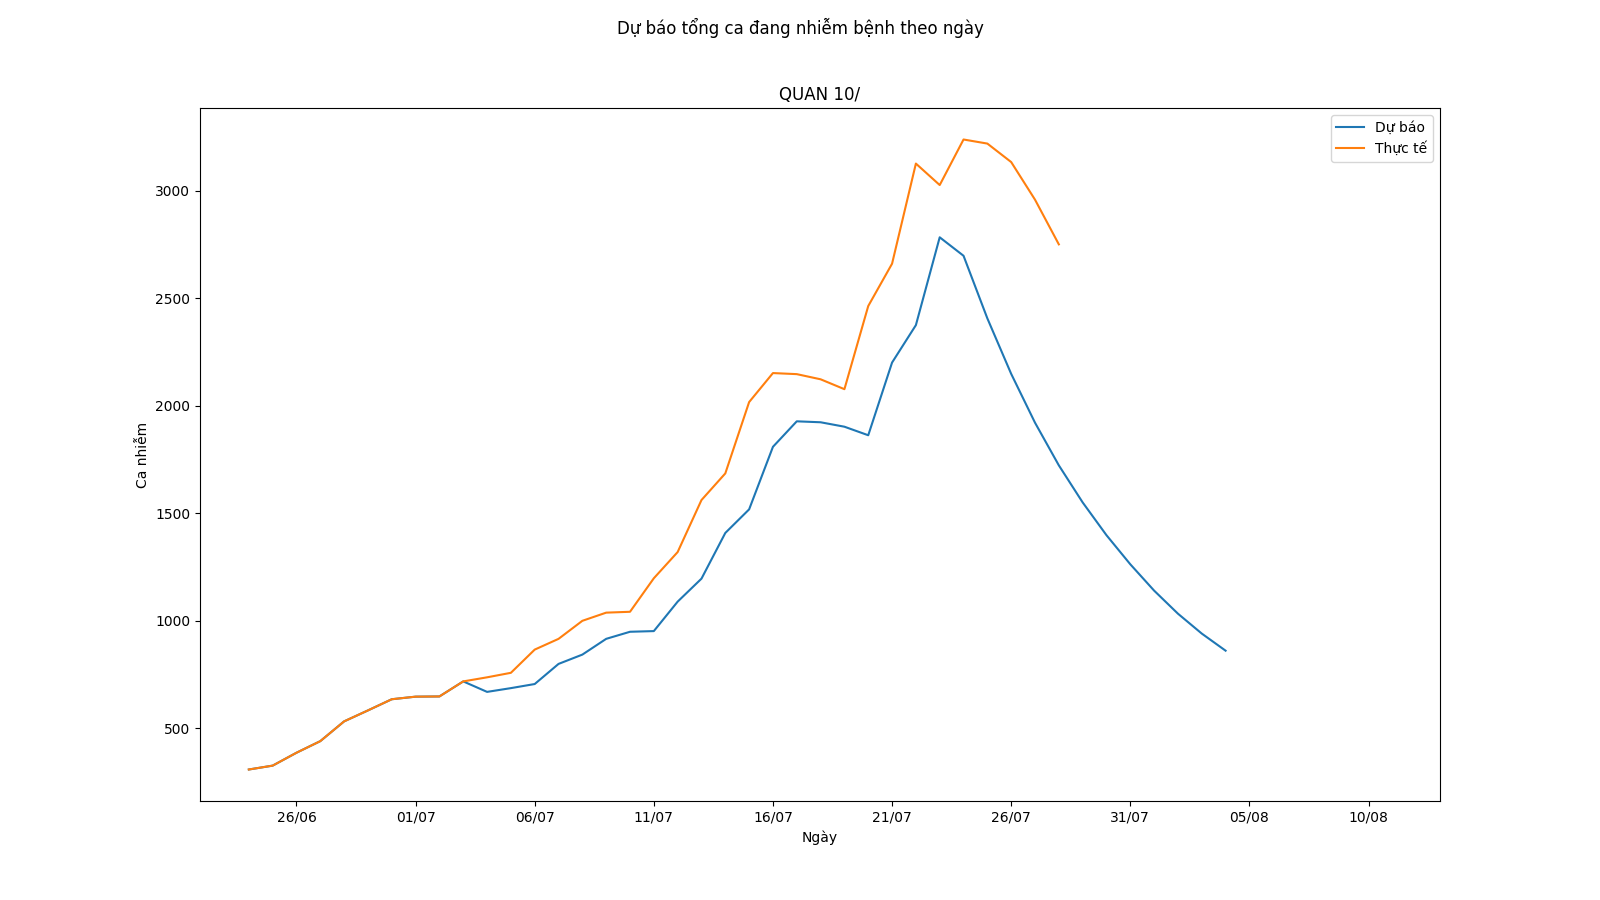 Dự báo tổng ca đang nhiễm bệnh theo ngày
QUAN 10/
Dự báo
Thực tế
3000
2500
2000
1500
1000
500
Ca nhiễm
26/06
01/07
06/07
11/07
16/07
21/07
26/07
31/07
05/08
10/08
Ngày